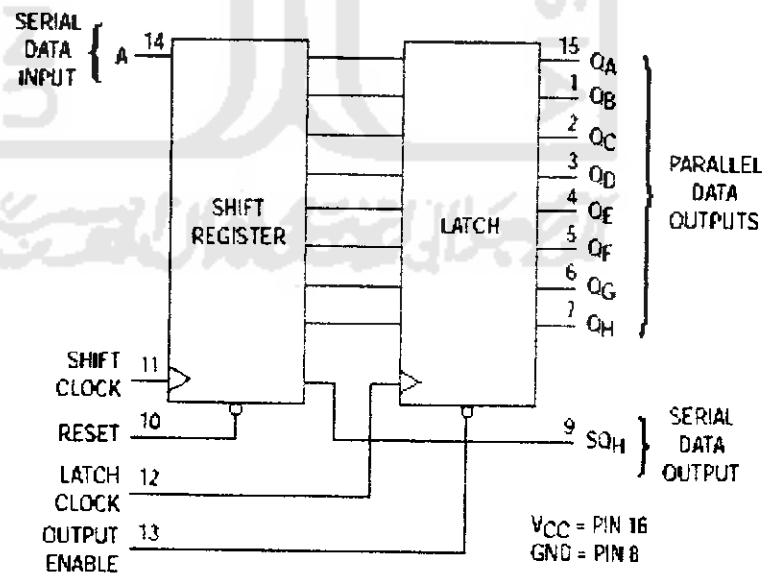 SERIAL
DATA
INPUT
A 14
SHIFT
REGISTER
LATCH
15 QA
1 QB
2 QC
3 QD
4 QE
5 QF
6 QG
7 QH
PARALLEL
DATA
OUTPUTS
SHIFT
CLOCK
11
RESET 10
LATCH
CLOCK
12
OUTPUT
ENABLE
13
9 SQH
SERIAL
DATA
OUTPUT
VCC = PIN 16
GND = PIN 8